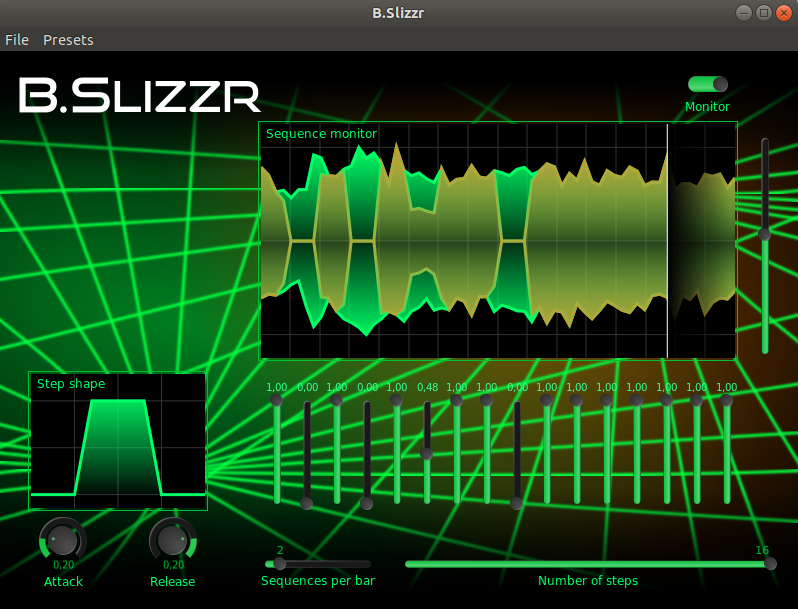 B.Slizzr
File Presets
B.SLIZZR
Monitor
Sequence monitor
Step shape
1,00 0,00 1,00 0,00 1,00 0,48 1,00 1,00 0,00 1,00 1,00 1,00 1,00 1,00 1,00 1,00
0,20 0,20
Attack Release
2 16
Sequences per bar Number of steps